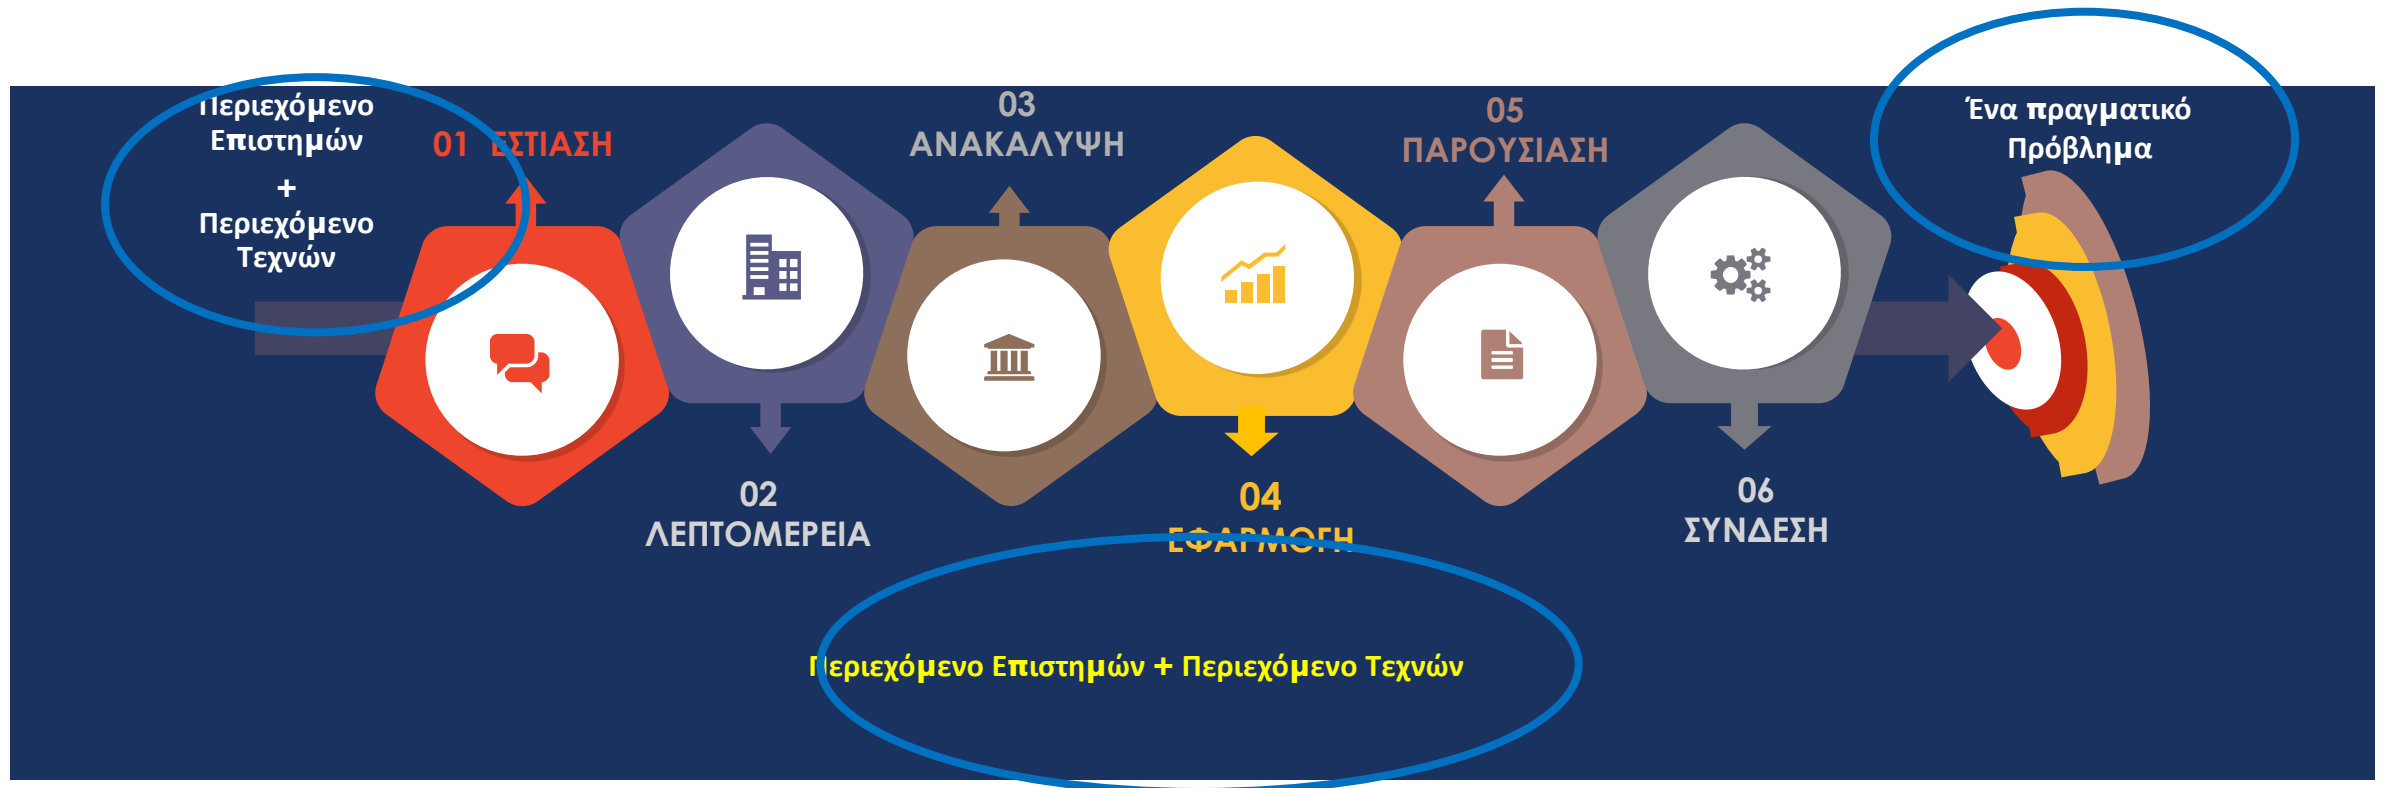 Περιεχόμενο
Επιστημών
+
Περιεχόμενο
Τεχνών
01 ΕΣΤΙΑΣΗ
02
ΛΕΠΤΟΜΕΡΕΙΑ
03
ΑΝΑΚΑΛΥΨΗ
04
ΕΦΑΡΜΟΓΗ
05
ΠΑΡΟΥΣΙΑΣΗ
06
ΣΥΝΔΕΣΗ
Ένα πραγματικό
Πρόβλημα
Περιεχόμενο Επιστημών + Περιεχόμενο Τεχνών